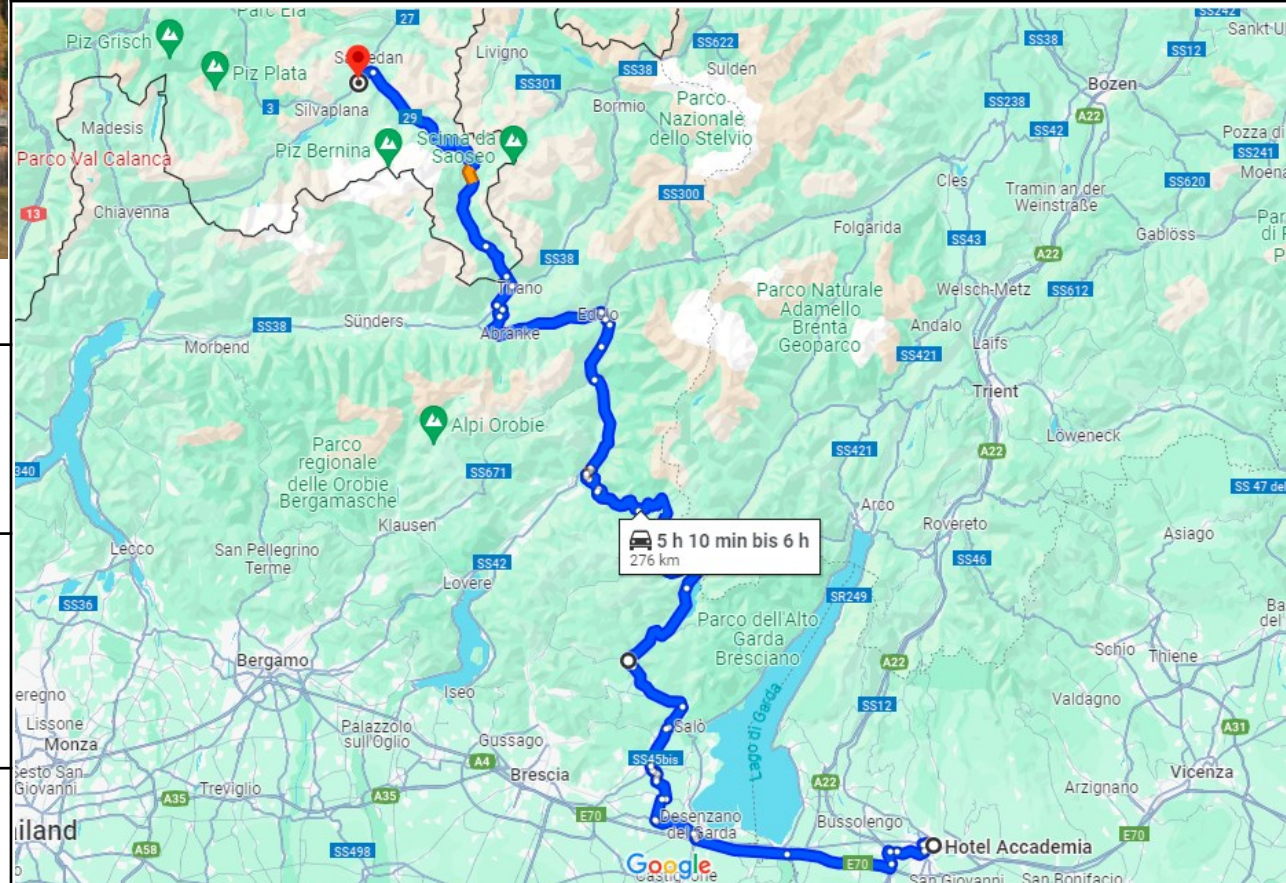 Parc Ela
27
SS242
Sankt U
Piz Grisch
Samedan
Livigno
SS622
SS38
SS12
Piz Plata
SS38
Sulden
Bozen
SS301
3
Silvaplana
29
Bormio
Parco
Nazionale
dello Stelvio
SS238
A22
Madesis
SS42
Pozza di
Parco Val Calanca
Piz Bernina
Scima da
Saoseo
SS241
Moena
Cles
SS620
SS300
Tramin an der
Weinstraße
13
Chiavenna
Folgarida
SS43
Gablöss
SS38
A22
Tirano
Parco Naturale
Adamello
Brenta
Geoparco
Welsch-Metz
SS612
SS38
Sünders
Abranke
Edolo
Andalo
Morbend
Laifs
SS421
Trient
Alpi Orobie
Löweneck
Parco
regionale
delle Orobie
Bergamasche
SS421
A22
340
SS671
SS 47 del
Arco
Klausen
Rovereto
5 h 10 min bis 6 h
276 km
Asiago
Lecco
San Pellegrino
Terme
SS42
SS46
Lovere
SS36
SR249
Parco dell'Alto
Garda
Bresciano
Schio
Thiene
Bergamo
A22
Iseo
Valdagno
Lissone
Monza
Palazzolo
sull'Oglio
Gussago
Salò
Lago di Garda
SS12
A31
A4
SS45bis
Sesto San
Giovanni
Treviglio
A35
A35
Brescia
A22
Vicenza
Arzignano
E70
Desenzano
del Garda
Bussolengo
E70
ailand
A58
SS498
Google
E70
Hotel Accademia
Castiglione
San Giovanni
San Bonifacio